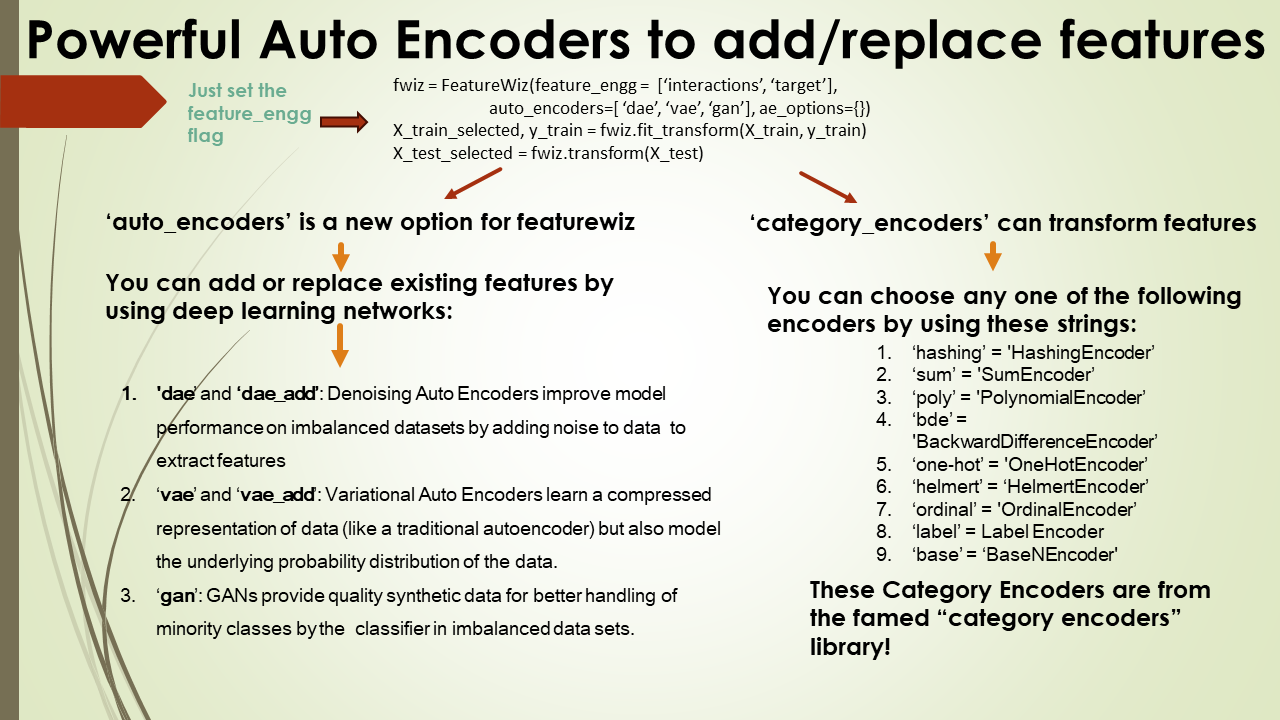 Powerful Auto Encoders to add/replace features
Just set the
feature_engg
flag
fwiz = FeatureWiz(feature_engg = [‘interactions’, ‘target’],
auto_encoders=[ ‘dae’, ‘vae’, ‘gan’], ae_options={})
X_train_selected, y_train = fwiz.fit_transform(X_train, y_train)
X_test_selected = fwiz.transform(X_test)
‘auto_encoders’ is a new option for featurewiz
You can add or replace existing features by
using deep learning networks:
1. 'dae’ and ‘dae_add’: Denoising Auto Encoders improve model
performance on imbalanced datasets by adding noise to data to
extract features
2. ‘vae’ and ‘vae_add’: Variational Auto Encoders learn a compressed
representation of data (like a traditional autoencoder) but also model
the underlying probability distribution of the data.
3. ‘gan’: GANs provide quality synthetic data for better handling of
minority classes by the classifier in imbalanced data sets.
‘category_encoders’ can transform features
You can choose any one of the following
encoders by using these strings:
1. ‘hashing’ = 'HashingEncoder’
2. ‘sum’ = 'SumEncoder’
3. ‘poly’ = 'PolynomialEncoder’
4. ‘bde’ =
'BackwardDifferenceEncoder’
5. ‘one-hot’ = 'OneHotEncoder’
6. ‘helmert’ = ‘HelmertEncoder’
7. ‘ordinal’ = 'OrdinalEncoder’
8. ‘label’ = Label Encoder
9. ‘base’ = ‘BaseNEncoder'
These Category Encoders are from
the famed “category encoders”
library!